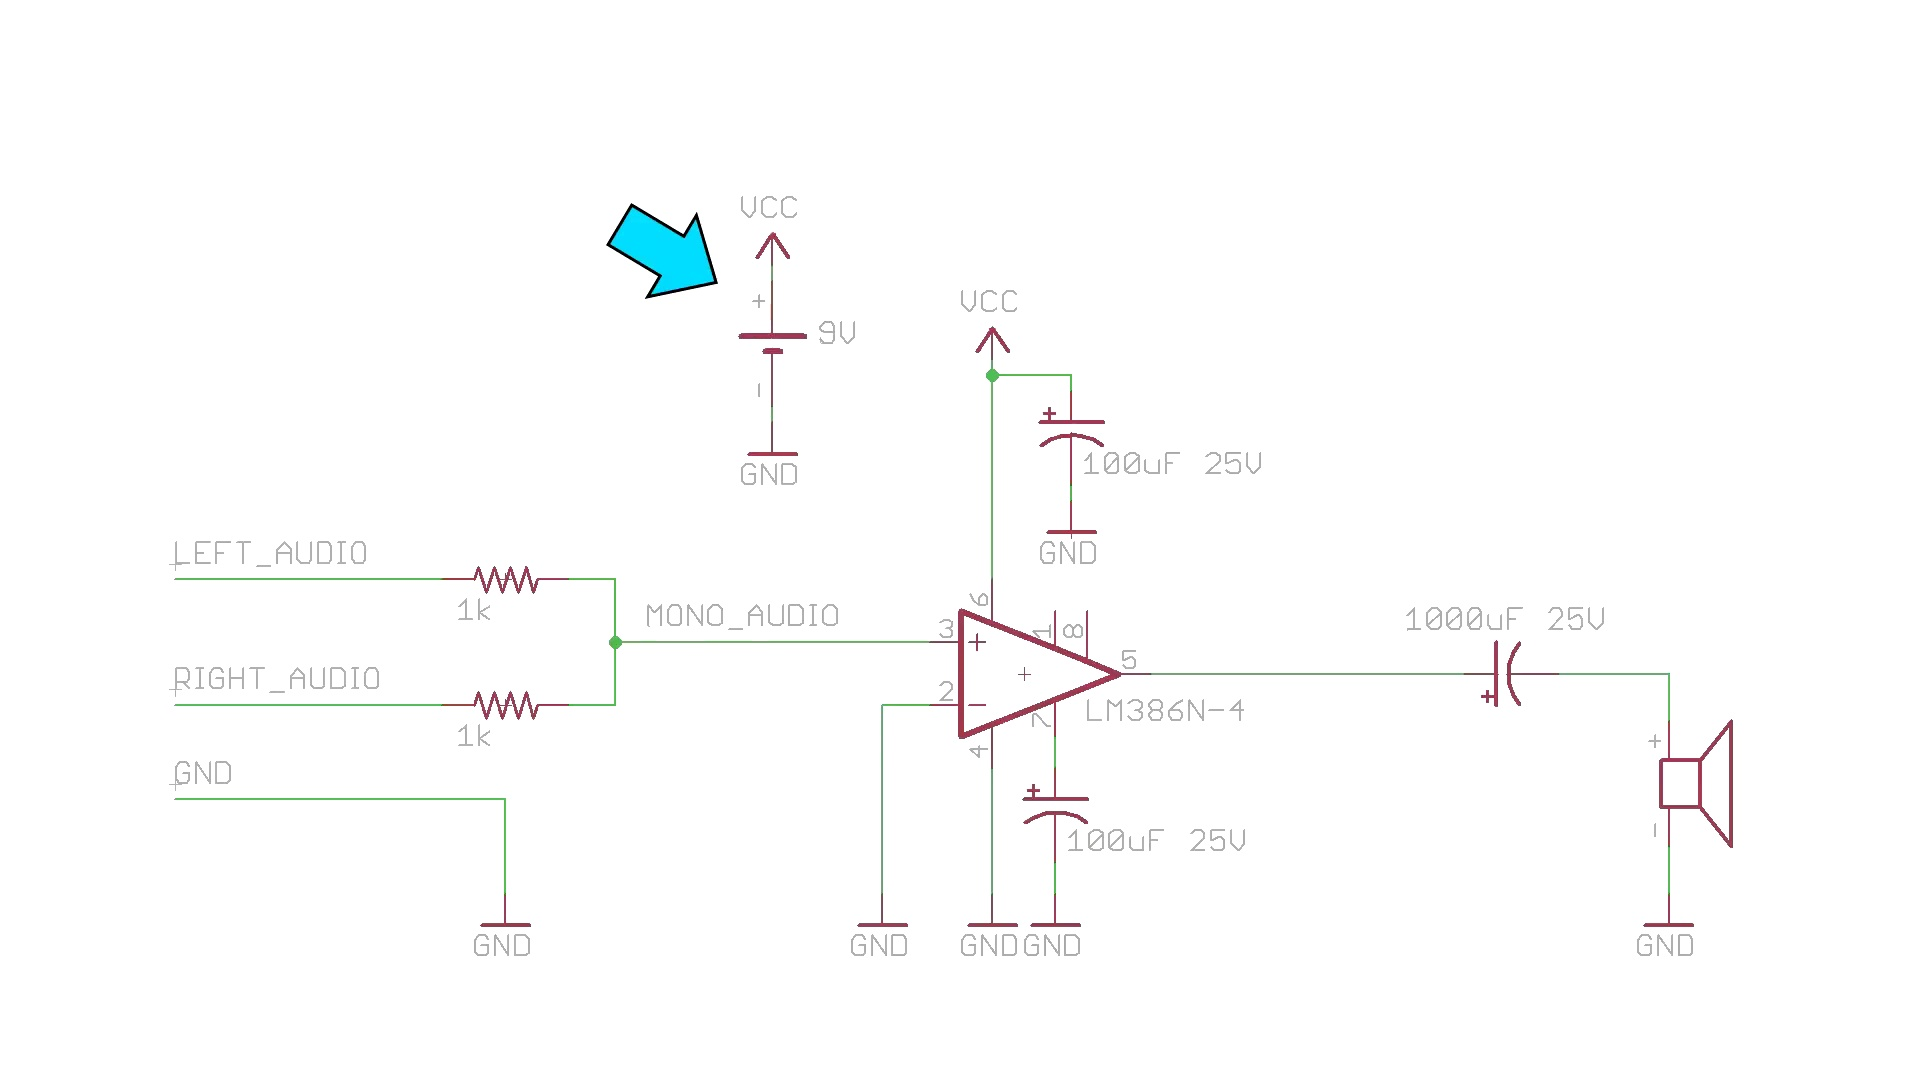 VCC
+
9V
-
GND
VCC
+
100uF 25V
GND
LEFT_AUDIO
1k
RIGHT_AUDIO
1k
GND
GND
MONO_AUDIO
3
+
2
-
6
1
8
5
LM386N-4
7
4
+
100uF 25V
GND
GND
GND
1000uF 25V
+
+
-
GND